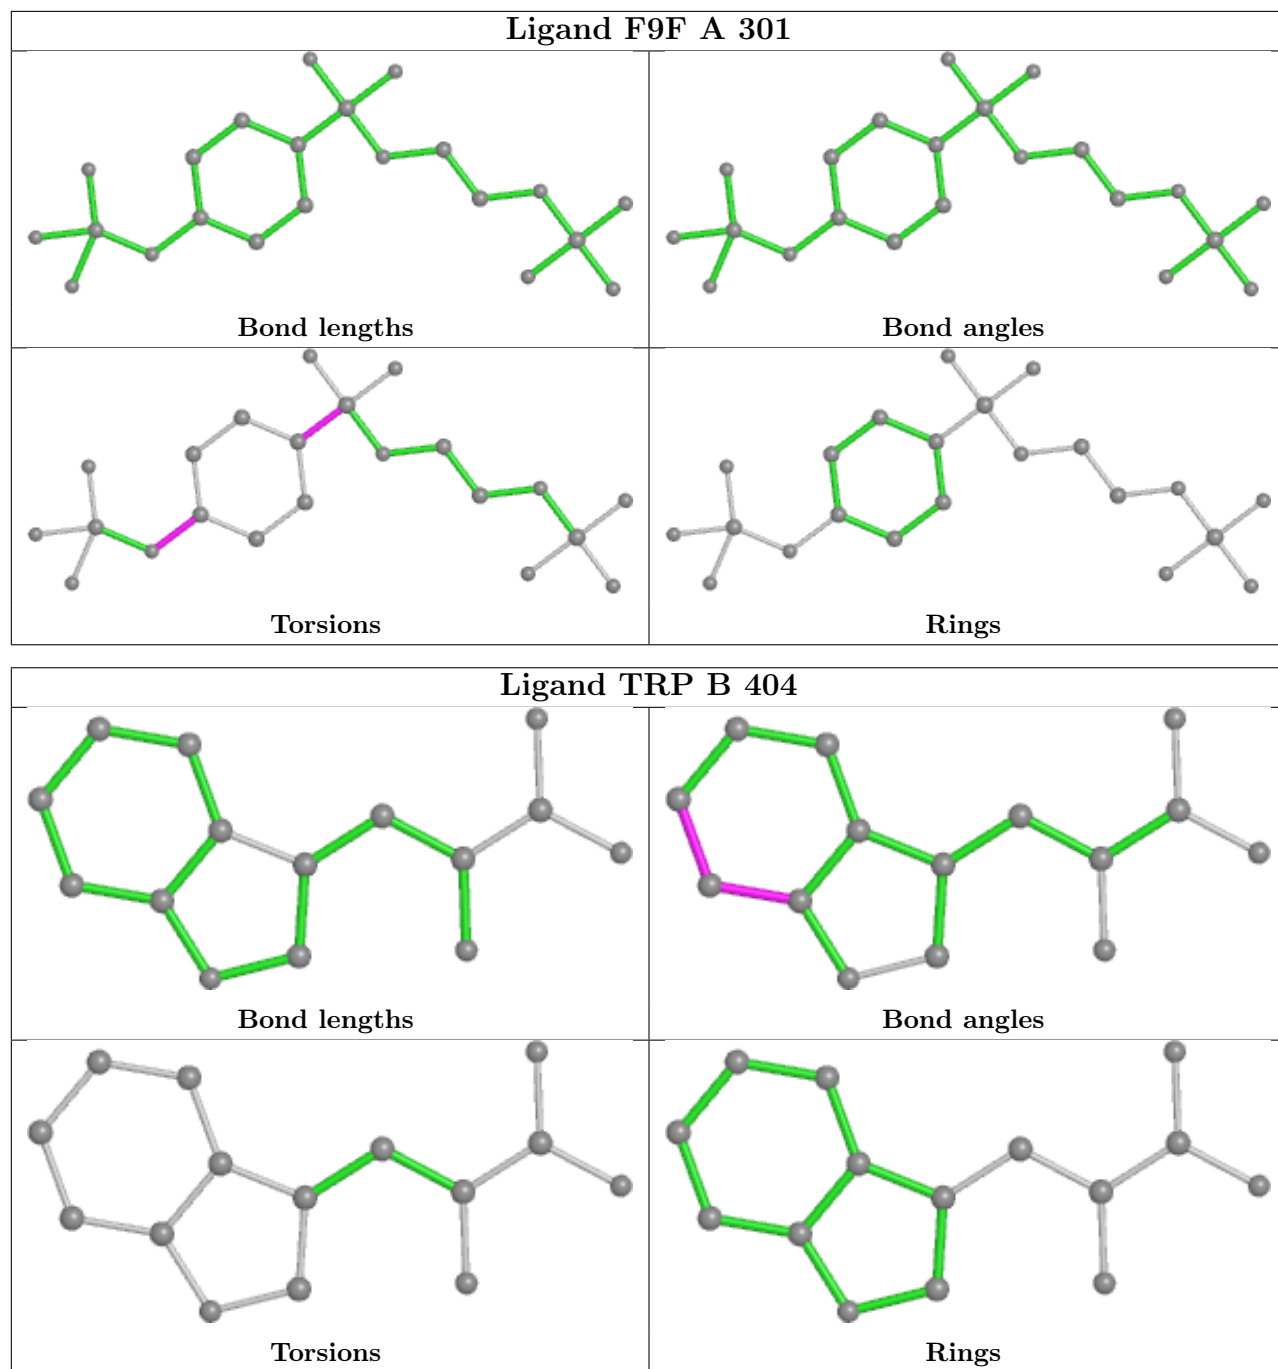 Ligand F9F A 301
Bond lengths
Bond angles
Torsions
Rings
Ligand TRP B 404
Bond lengths
Bond angles
Torsions
Rings